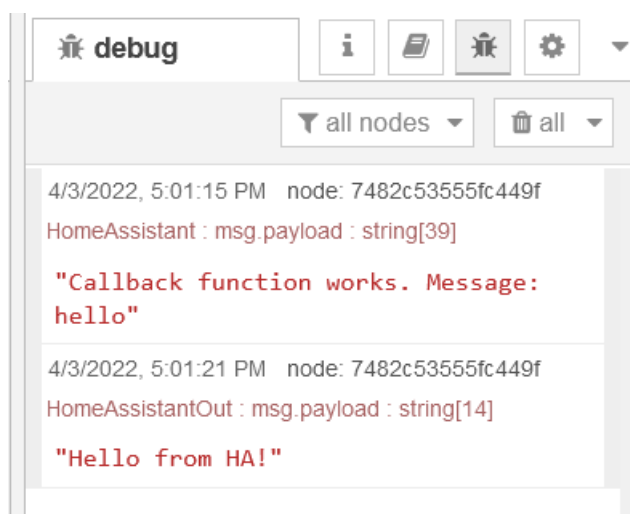 debug
i
all nodes
all
4/3/2022, 5:01:15 PM node: 7482c53555fc449f
HomeAssistant : msg.payload : string[39]
"Callback function works. Message:
hello"
4/3/2022, 5:01:21 PM node: 7482c53555fc449f
HomeAssistantOut : msg.payload : string[14]
"Hello from HA!"